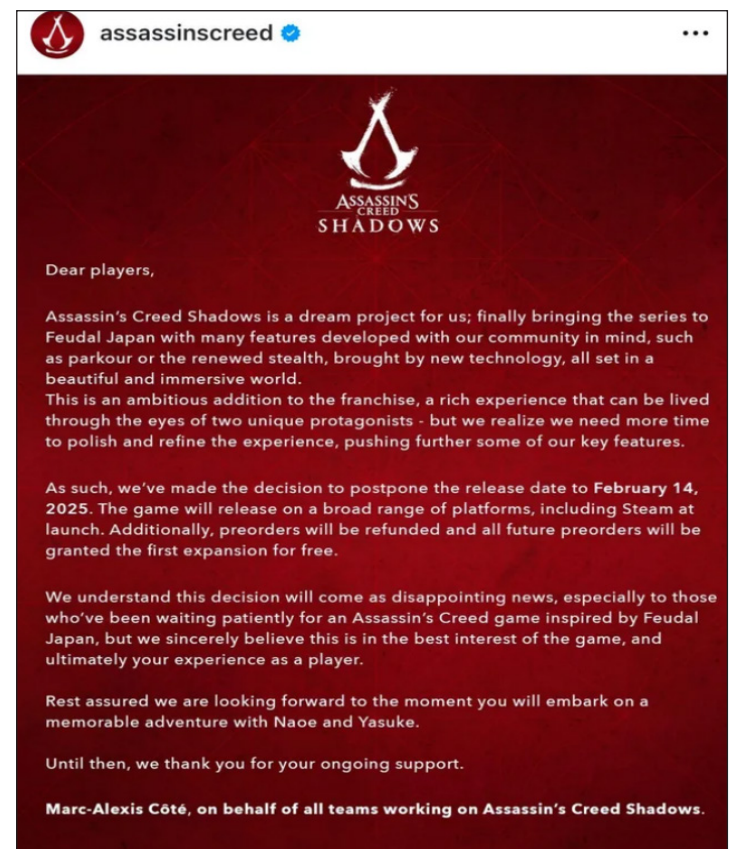 assassinscreed
ASSASSIN'S
CREED
SHADOWS
Dear players,
Assassin's Creed Shadows is a dream project for us; finally bringing the series to
Feudal Japan with many features developed with our community in mind, such
as parkour or the renewed stealth, brought by new technology, all set in a
beautiful and immersive world.
This is an ambitious addition to the franchise, a rich experience that can be lived
through the eyes of two unique protagonists - but we realize we need more time
to polish and refine the experience, pushing further some of our key features.
As such, we've made the decision to postpone the release date to February 14,
2025. The game will release on a broad range of platforms, including Steam at
launch. Additionally, preorders will be refunded and all future preorders will be
granted the first expansion for free.
We understand this decision will come as disappointing news, especially to those
who've been waiting patiently for an Assassin's Creed game inspired by Feudal
Japan, but we sincerely believe this is in the best interest of the game, and
ultimately your experience as a player.
Rest assured we are looking forward to the moment you will embark on a
memorable adventure with Naoe and Yasuke.
Until then, we thank you for your ongoing support.
Marc-Alexis Côté, on behalf of all teams working on Assassin's Creed Shadows.